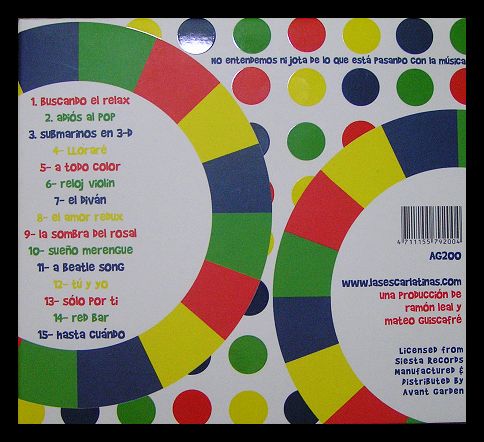 No entendemos ni jota de lo que está pasando con la música
1. Buscando el relax
2. adiós al POP
3. submarinos en 3-D
4- Lloraré
5- a todo color
6- reloj violín
7- el Diván
8- el amor redux
9- la sombra del rosal
10- sueño merengue
11- a Beatle song
12- tú y yo
13- sólo por ti
14- red Bar
15- hasta cuándo
4 711155 792004
AG200
www.lasescarlatinas.com
una producción de
ramón leal y
mateo guiscafré
Licensed from
Siesta Records
Manufactured &
Distributed By
Avant Garden